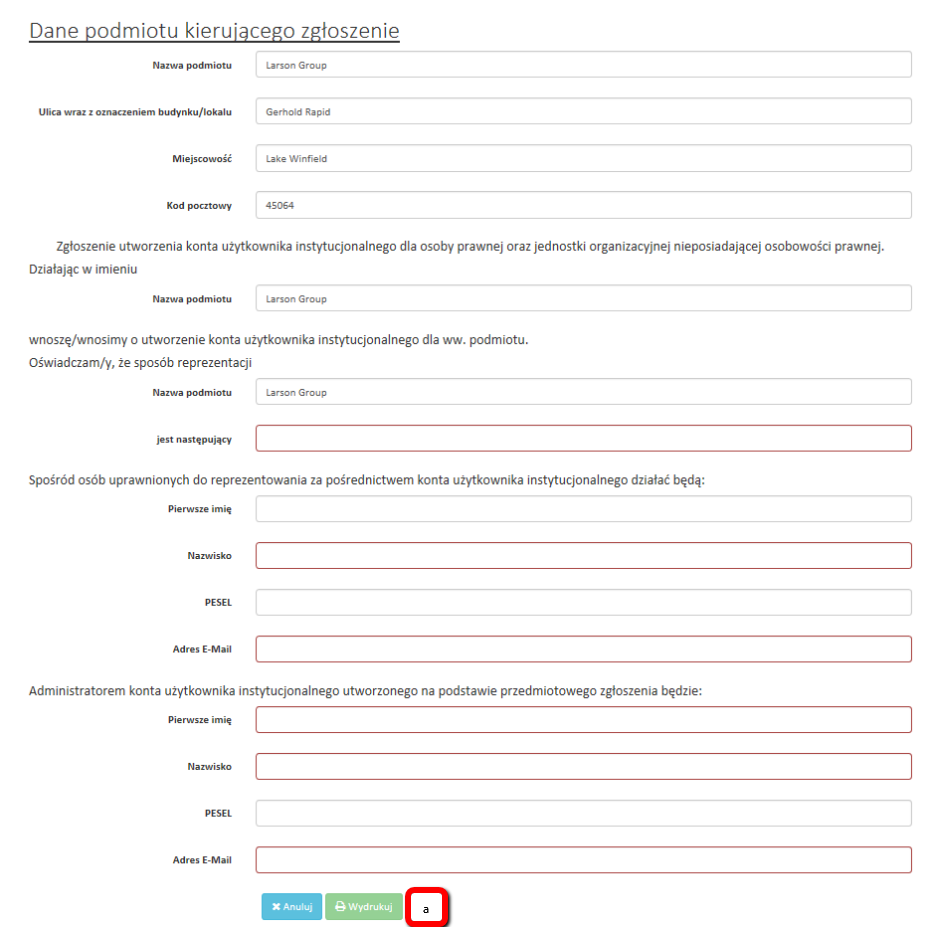 Dane podmiotu kierującego zgłoszenie
Nazwa podmiotu Larson Group
Ulica wraz z oznaczeniem budynku/lokalu Gerhold Rapid
Miejscowość Lake Winfield
Kod pocztowy 45064
Zgłoszenie utworzenia konta użytkownika instytucjonalnego dla osoby prawnej oraz jednostki organizacyjnej nieposiadającej osobowości prawnej.
Działając w imieniu
Nazwa podmiotu Larson Group
wnoszę/wnosimy o utworzenie konta użytkownika instytucjonalnego dla ww. podmiotu.
Oświadczam/y, że sposób reprezentacji
Nazwa podmiotu Larson Group
jest następujący
Spośród osób uprawnionych do reprezentowania za pośrednictwem konta użytkownika instytucjonalnego działać będą:
Pierwsze imię
Nazwisko
PESEL
Adres E-Mail
Administratorem konta użytkownika instytucjonalnego utworzonego na podstawie przedmiotowego zgłoszenia będzie:
Pierwsze imię
Nazwisko
PESEL
Adres E-Mail
Anuluj Wydrukuj a